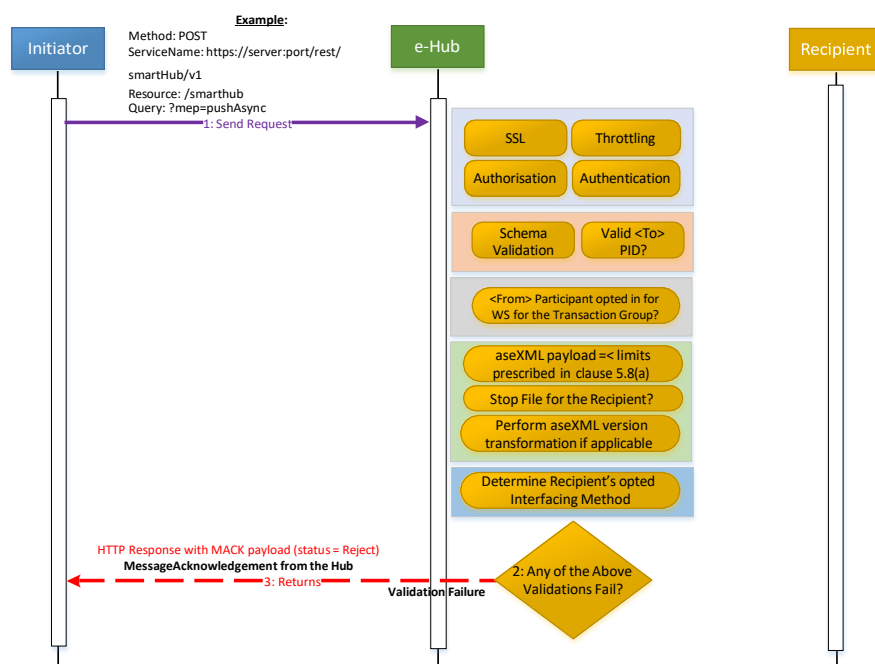 Example:
Initiator
Method: POST
ServiceName: https://server:port/rest/
smartHub/v1
Resource: /smarthub
Query: ?mep=pushAsync
e-Hub
Recipient
1: Send Request
SSL
Throttling
Authorisation
Authentication
Schema
Validation
Valid <To>
PID?
<From> Participant opted in for
WS for the Transaction Group?
aseXML payload =< limits
prescribed in clause 5.8(a)
Stop File for the Recipient?
Perform aseXML version
transformation if applicable
Determine Recipient's opted
Interfacing Method
HTTP Response with MACK payload (status = Reject)
MessageAcknowledgement from the Hub
3: Returns
Validation Failure
2: Any of the Above
Validations Fail?